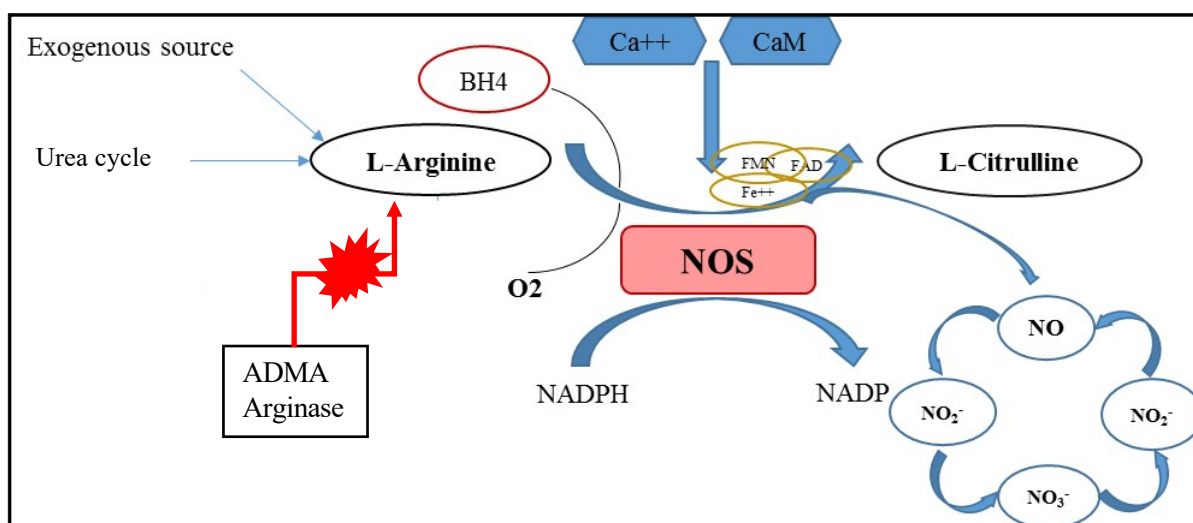 Exogenous source
Ca++
CaM
BH4
Urea cycle
L-Arginine
FMN
FAD
Fe++
L-Citrulline
NOS
O2
NO
ADMA
Arginase
NADPH
NADP
NO₂⁻
NO₂⁻
NO₃⁻